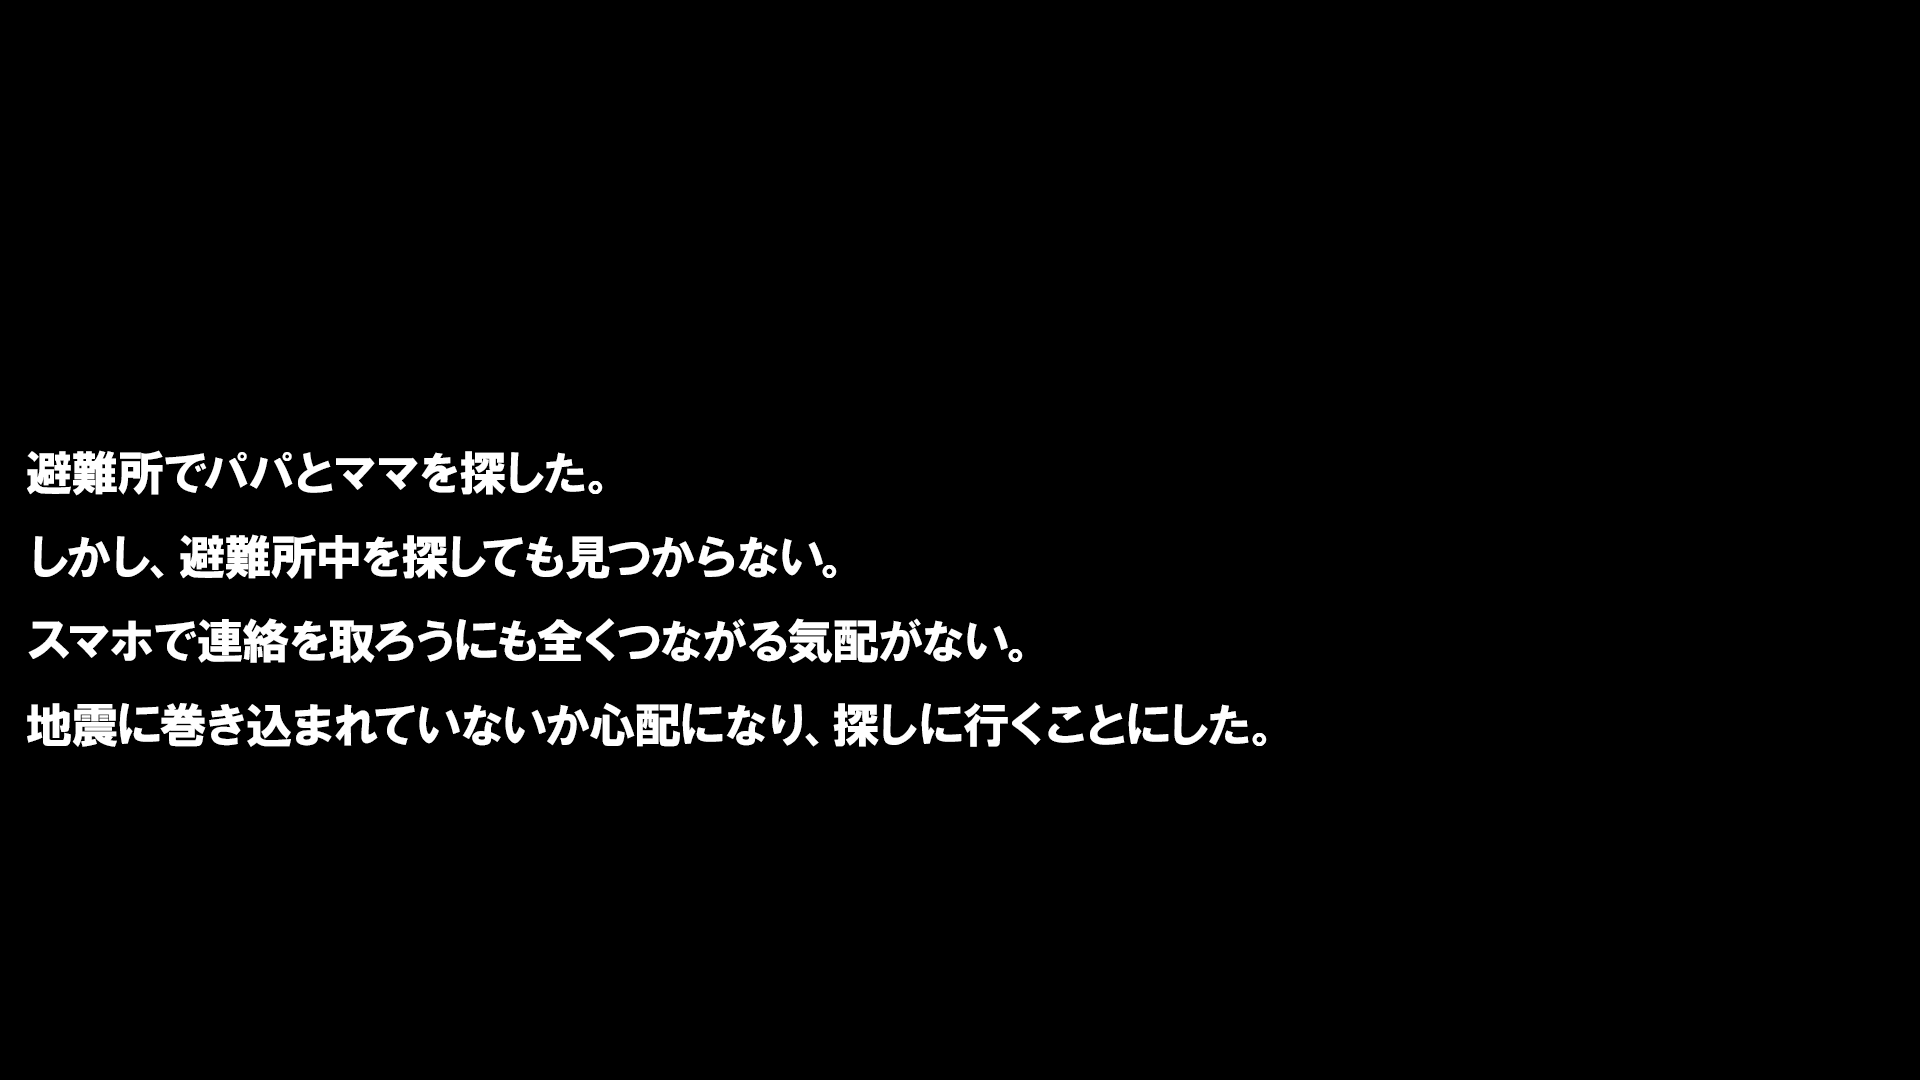 避難所でパパとママを探した。
しかし、避難所中を探しても見つからない。
スマホで連絡を取ろうにも全くつながる気配がない。
地震に巻き込まれていないか心配になり、探しに行くことにした。